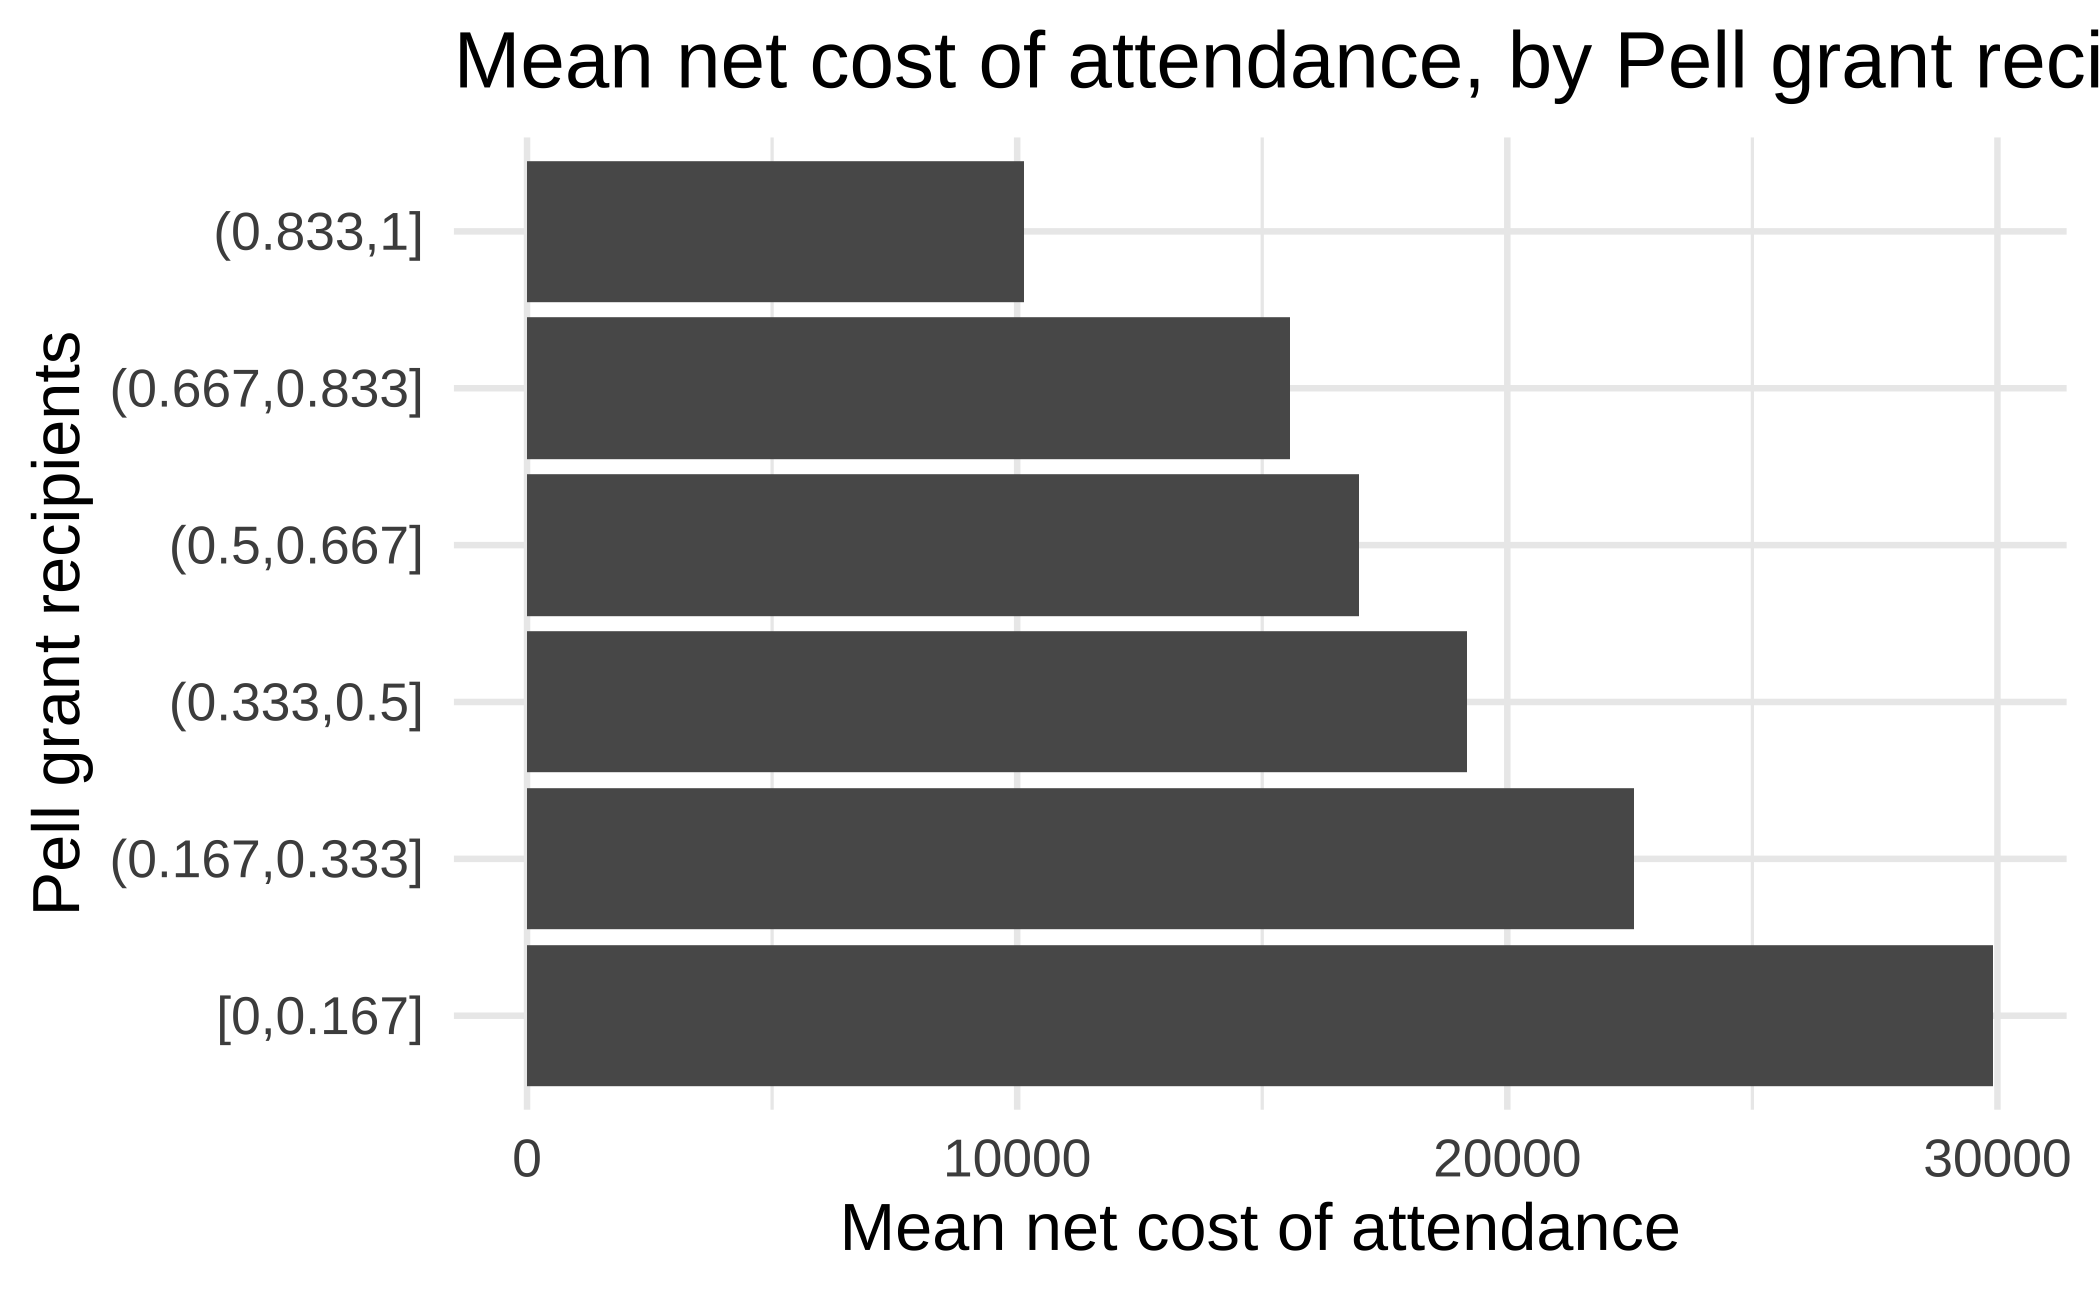 Mean net cost of attendance, by Pell grant reci
Pell grant recipients
(0.833,1]
(0.667,0.833]
(0.5,0.667]
(0.333,0.5]
(0.167,0.333]
[0,0.167]
0 10000 20000 30000
Mean net cost of attendance